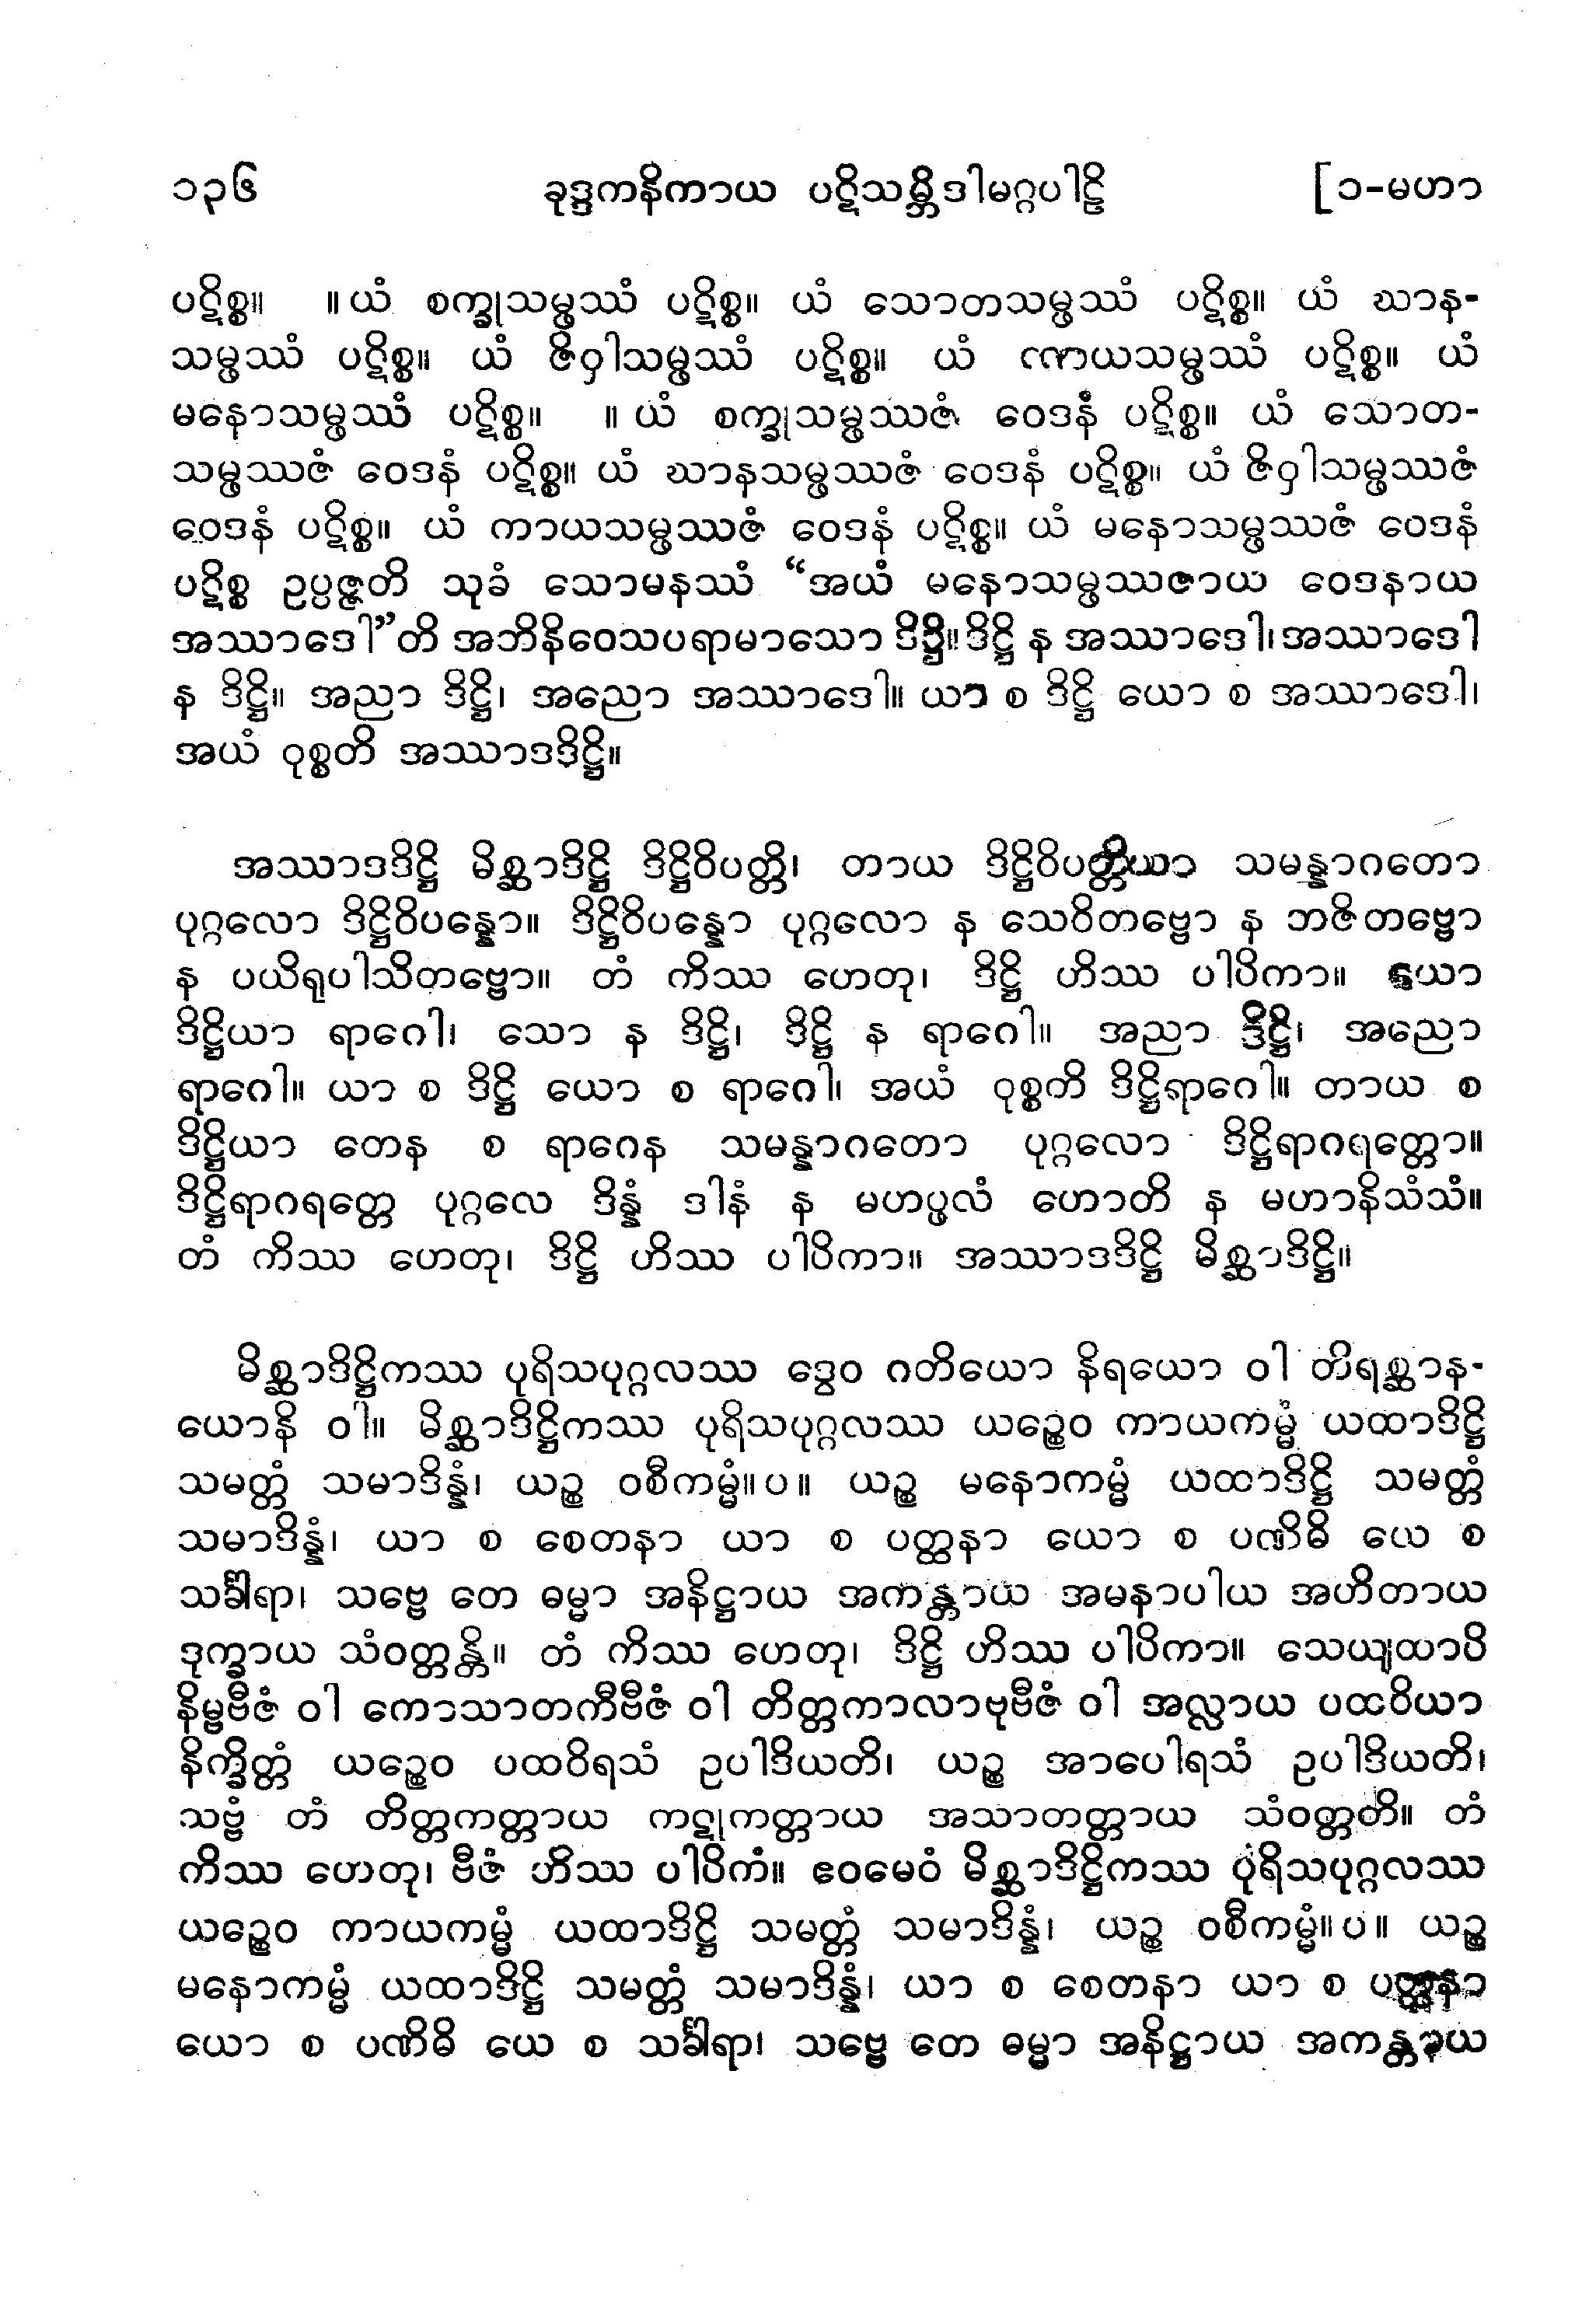 ၁၃၆ ခုဒ္ဒကနိကာယ ပဋိသမ္ဘိဒါမဂ္ဂပါဠိ [၁-မဟာ
ပဋိစ္စ။ ။ယံ စက္ခုသမ္ဖဿံ ပဋိစ္စ။ ယံ သောတသမ္ဖဿံ ပဋိစ္စ။ ယံ ဃာန-
သမ္ဖဿံ ပဋိစ္စ။ ယံ ဇိဝှါသမ္ဖဿံ ပဋိစ္စ။ ယံ ကာယသမ္ဖဿံ ပဋိစ္စ။ ယံ
မနောသမ္ဖဿံ ပဋိစ္စ။ ။ယံ စက္ခုသမ္ဖဿဇံ ဝေဒနံ ပဋိစ္စ။ ယံ သောတ-
သမ္ဖဿဇံ ဝေဒနံ ပဋိစ္စ။ ယံ ဃာနသမ္ဖဿဇံ ဝေဒနံ ပဋိစ္စ။ ယံ ဇိဝှါသမ္ဖဿဇံ
ဝေဒနံ ပဋိစ္စ။ ယံ ကာယသမ္ဖဿဇံ ဝေဒနံ ပဋိစ္စ။ ယံ မနောသမ္ဖဿဇံ ဝေဒနံ
ပဋိစ္စ ဥပ္ပဇ္ဇတိ သုခံ သောမနဿံ “အယံ မနောသမ္ဖဿဇာယ ဝေဒနာယ
အဿာဒေါ”တိ အဘိနိဝေသပရာမာသော ဒိဋ္ဌိ။ ဒိဋ္ဌိ န အဿာဒေါ၊ အဿာဒေါ
န ဒိဋ္ဌိ။ အညာ ဒိဋ္ဌိ၊ အညော အဿာဒေါ။ ယာ စ ဒိဋ္ဌိ ယော စ အဿာဒေါ၊
အယံ ဝုစ္စတိ အဿာဒဒိဋ္ဌိ။
အဿာဒဒိဋ္ဌိ မိစ္ဆာဒိဋ္ဌိ ဒိဋ္ဌိဝိပတ္တိ၊ တာယ ဒိဋ္ဌိဝိပတ္တိယာ သမန္နာဂတော
ပုဂ္ဂလော ဒိဋ္ဌိဝိပန္နော။ ဒိဋ္ဌိဝိပန္နော ပုဂ္ဂလော န သေဝိတဗ္ဗော န ဘဇိတဗ္ဗော
န ပယိရုပါသိတဗ္ဗော။ တံ ကိဿ ဟေတု၊ ဒိဋ္ဌိ ဟိဿ ပါပိကာ။ ယော
ဒိဋ္ဌိယာ ရာဂေါ၊ သော န ဒိဋ္ဌိ၊ ဒိဋ္ဌိ န ရာဂေါ။ အညာ ဒိဋ္ဌိ၊ အညော
ရာဂေါ။ ယာ စ ဒိဋ္ဌိ ယော စ ရာဂေါ၊ အယံ ဝုစ္စတိ ဒိဋ္ဌိရာဂေါ။ တာယ စ
ဒိဋ္ဌိယာ တေန စ ရာဂေန သမန္နာဂတော ပုဂ္ဂလော ဒိဋ္ဌိရာဂရတ္တော။
ဒိဋ္ဌိရာဂရတ္တေ ပုဂ္ဂလေ ဒိန္နံ ဒါနံ န မဟပ္ဖလံ ဟောတိ န မဟာနိသံသံ။
တံ ကိဿ ဟေတု၊ ဒိဋ္ဌိ ဟိဿ ပါပိကာ။ အဿာဒဒိဋ္ဌိ မိစ္ဆာဒိဋ္ဌိ။
မိစ္ဆာဒိဋ္ဌိကဿ ပုရိသပုဂ္ဂလဿ ဒွေဝ ဂတိယော နိရယော ဝါ တိရစ္ဆာန-
ယောနိ ဝါ။ မိစ္ဆာဒိဋ္ဌိကဿ ပုရိသပုဂ္ဂလဿ ယဉ္စေဝ ကာယကမ္မံ ယထာဒိဋ္ဌိ
သမတ္တံ သမာဒိန္နံ၊ ယဉ္စ ဝစီကမ္မံ။ပ။ ယဉ္စ မနောကမ္မံ ယထာဒိဋ္ဌိ သမတ္တံ
သမာဒိန္နံ၊ ယာ စ စေတနာ ယာ စ ပတ္ထနာ ယော စ ပဏိဓိ ယေ စ
သင်္ခါရာ၊ သဗ္ဗေ တေ ဓမ္မာ အနိဋ္ဌာယ အကန္တာယ အမနာပါယ အဟိတာယ
ဒုက္ခာယ သံဝတ္တန္တိ။ တံ ကိဿ ဟေတု၊ ဒိဋ္ဌိ ဟိဿ ပါပိကာ။ သေယျထာပိ
နိမ္ဗဗီဇံ ဝါ ကောသာတကီဗီဇံ ဝါ တိတ္တကာလာဗုဗီဇံ ဝါ အလ္လာယ ပထဝိယာ
နိက္ခိတ္တံ ယဉ္စေဝ ပထဝိရသံ ဥပါဒိယတိ၊ ယဉ္စ အာပေါရသံ ဥပါဒိယတိ၊
သဗ္ဗံ တံ တိတ္တကတ္တာယ ကဋုကတ္တာယ အသာတတ္တာယ သံဝတ္တတိ။ တံ
ကိဿ ဟေတု၊ ဗီဇံ ဟိဿ ပါပိကံ။ ဧဝမေဝံ မိစ္ဆာဒိဋ္ဌိကဿ ပုရိသပုဂ္ဂလဿ
ယဉ္စေဝ ကာယကမ္မံ ယထာဒိဋ္ဌိ သမတ္တံ သမာဒိန္နံ၊ ယဉ္စ ဝစီကမ္မံ။ပ။ ယဉ္စ
မနောကမ္မံ ယထာဒိဋ္ဌိ သမတ္တံ သမာဒိန္နံ၊ ယာ စ စေတနာ ယာ စ ပတ္ထနာ
ယော စ ပဏိဓိ ယေ စ သင်္ခါရာ၊ သဗ္ဗေ တေ ဓမ္မာ အနိဋ္ဌာယ အကန္တာယ